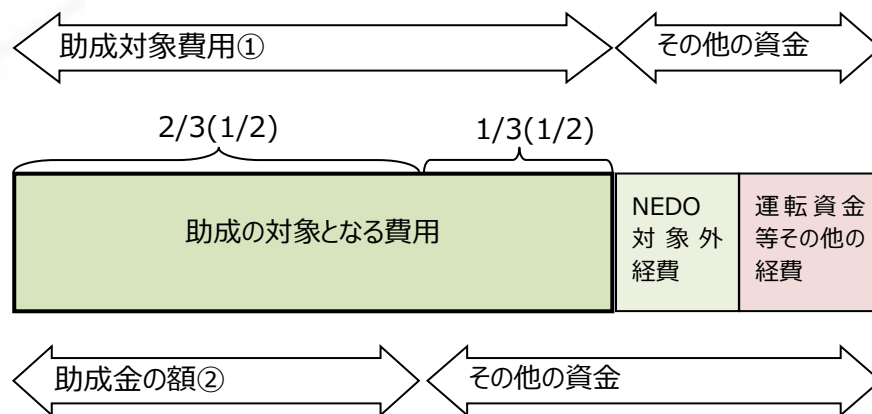 助成対象費用①
その他の資金
2/3(1/2)
1/3(1/2)
助成の対象となる費用
NEDO
対象外
経費
運転資金
等その他の
経費
助成金の額②
その他の資金